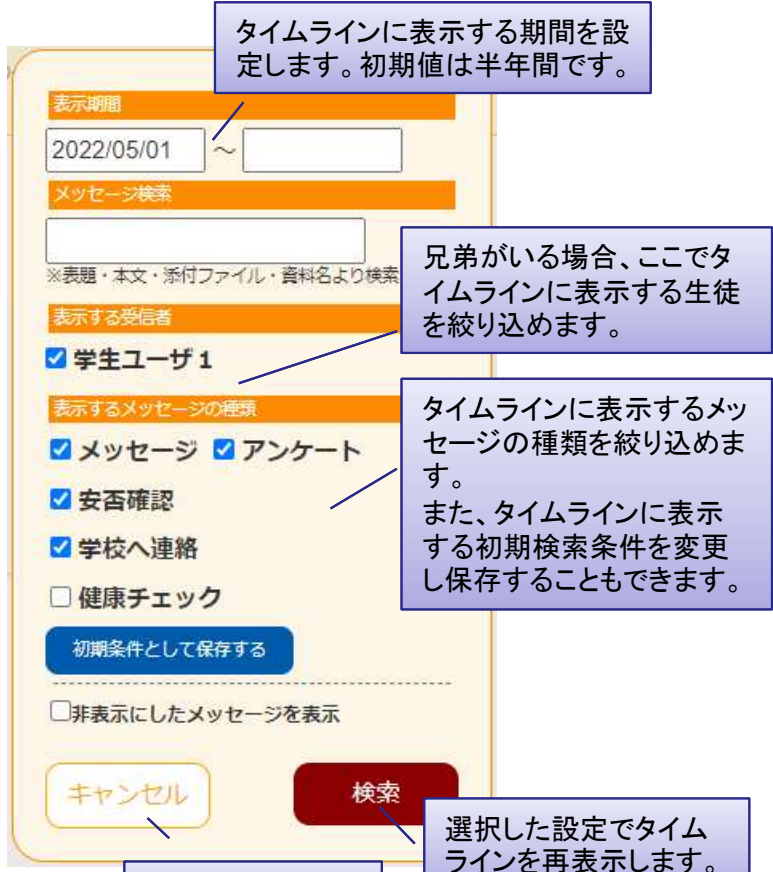 タイムラインに表示する期間を設
定します。初期値は半年間です。
表示期間
2022/05/01 ～
メッセージ検索
※表題・本文・添付ファイル・資料名より検索
兄弟がいる場合、ここでタ
イムラインに表示する生徒
を絞り込めます。
表示する受信者
学生ユーザ1
表示するメッセージの種類
メッセージ アンケート
安否確認
学校へ連絡
健康チェック
タイムラインに表示するメッ
セージの種類を絞り込めま
す。
また、タイムラインに表示
する初期検索条件を変更
し保存することもできます。
初期条件として保存する
非表示にしたメッセージを表示
キャンセル 検索
選択した設定でタイム
ラインを再表示します。